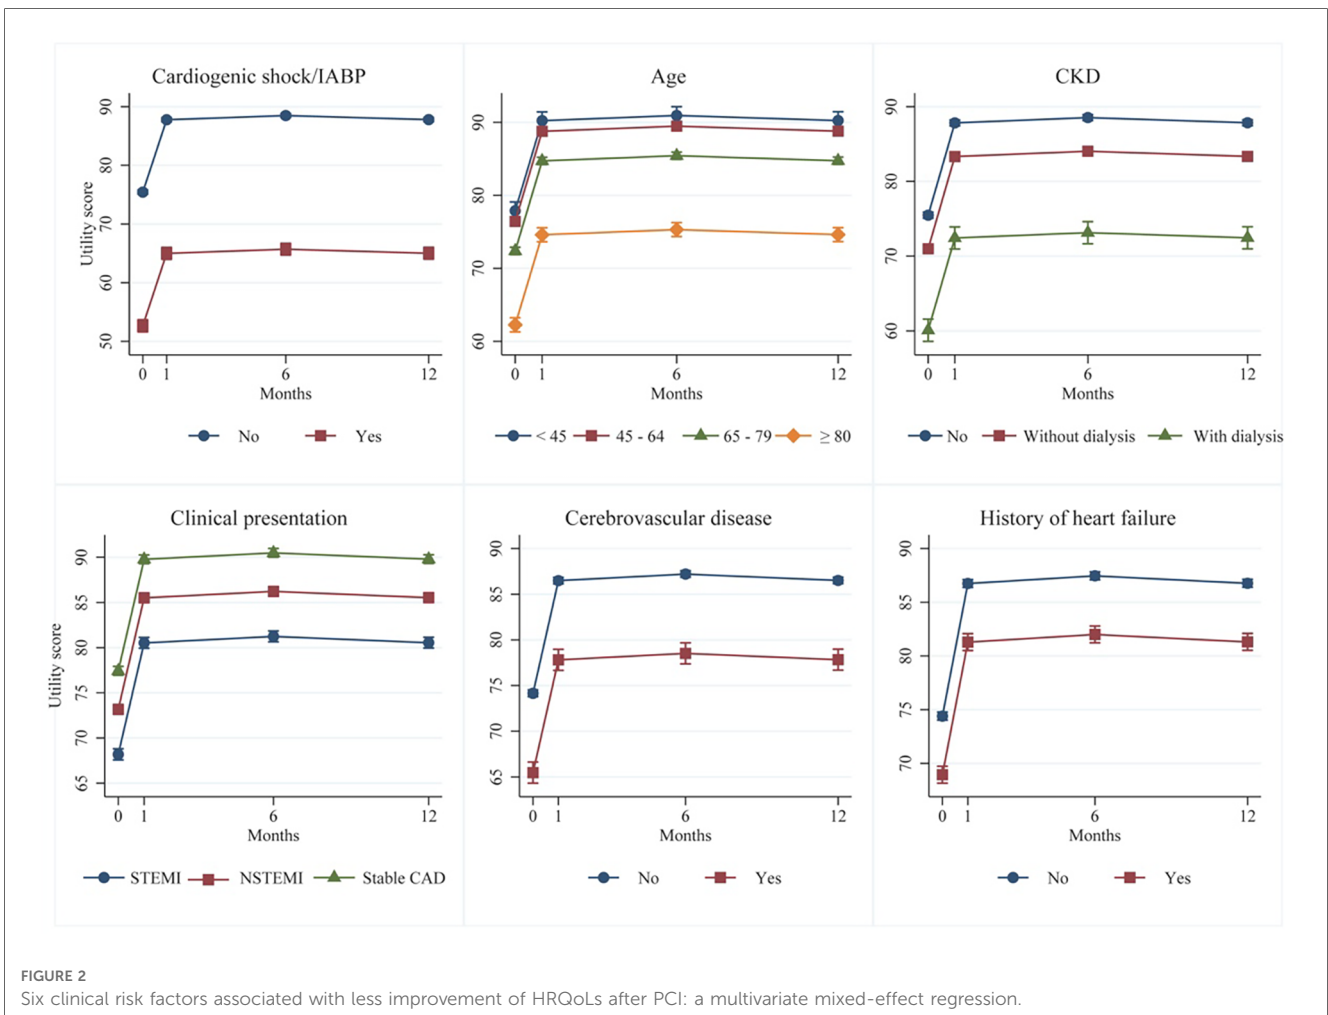 Cardiogenic shock/IABP
Utility score
90
80
70
60
50
0 1 6 12
Months
No Yes
Age
90
80
70
60
0 1 6 12
Months
< 45 45 - 64 65 - 79 ≥ 80
CKD
90
80
70
60
0 1 6 12
Months
No Without dialysis With dialysis
Clinical presentation
Utility score
90
85
80
75
70
65
0 1 6 12
Months
STEMI NSTEMI Stable CAD
Cerebrovascular disease
90
85
80
75
70
65
0 1 6 12
Months
No Yes
History of heart failure
90
85
80
75
70
0 1 6 12
Months
No Yes
FIGURE 2
Six clinical risk factors associated with less improvement of HRQoLs after PCI: a multivariate mixed-effect regression.